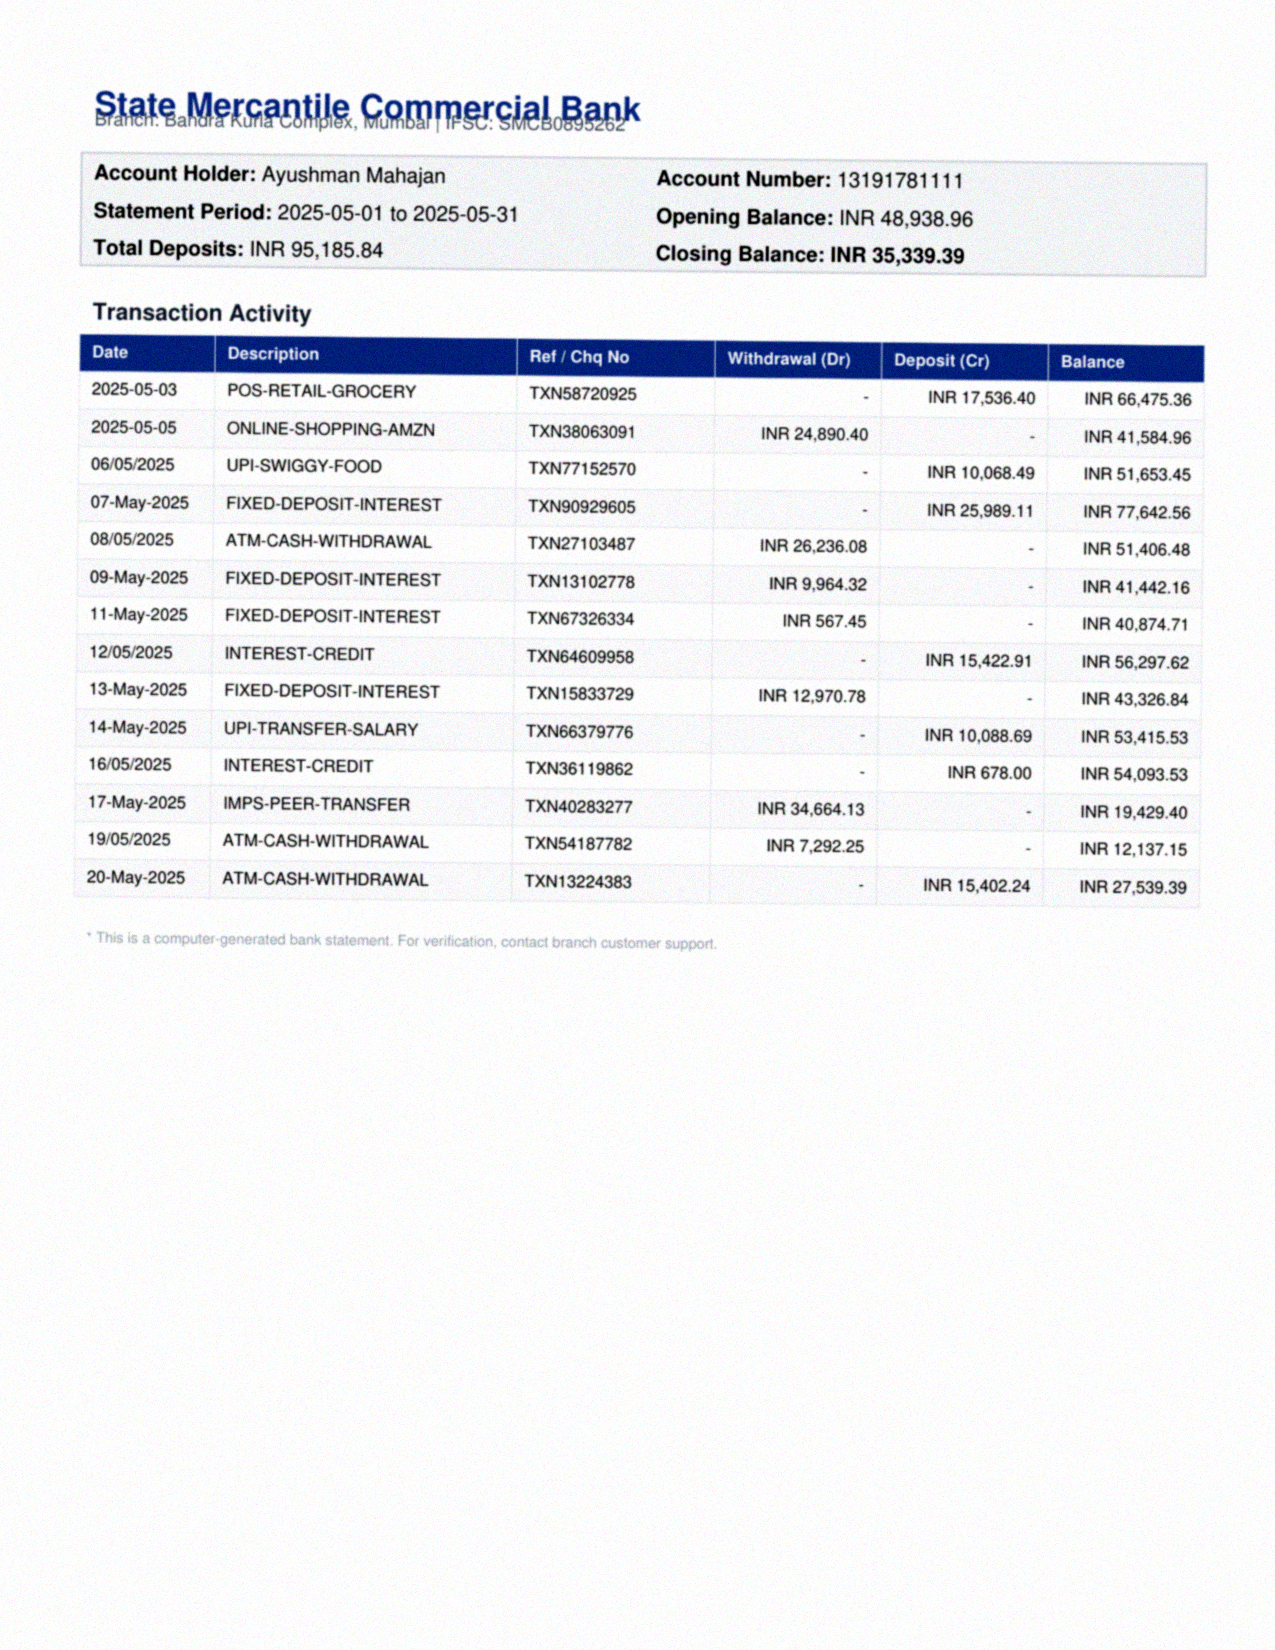 State Mercantile Commercial Bank
Branch: Bandra Kurla Complex, Mumbai | IFSC: SMCB0895262
Account Holder: Ayushman Mahajan Account Number: 13191781111
Statement Period: 2025-05-01 to 2025-05-31 Opening Balance: INR 48,938.96
Total Deposits: INR 95,185.84 Closing Balance: INR 35,339.39
Transaction Activity
Date Description Ref / Chq No Withdrawal (Dr) Deposit (Cr) Balance
2025-05-03 POS-RETAIL-GROCERY TXN58720925 - INR 17,536.40 INR 66,475.36
2025-05-05 ONLINE-SHOPPING-AMZN TXN38063091 INR 24,890.40 - INR 41,584.96
06/05/2025 UPI-SWIGGY-FOOD TXN77152570 - INR 10,068.49 INR 51,653.45
07-May-2025 FIXED-DEPOSIT-INTEREST TXN90929605 - INR 25,989.11 INR 77,642.56
08/05/2025 ATM-CASH-WITHDRAWAL TXN27103487 INR 26,236.08 - INR 51,406.48
09-May-2025 FIXED-DEPOSIT-INTEREST TXN13102778 INR 9,964.32 - INR 41,442.16
11-May-2025 FIXED-DEPOSIT-INTEREST TXN67326334 INR 567.45 - INR 40,874.71
12/05/2025 INTEREST-CREDIT TXN64609958 - INR 15,422.91 INR 56,297.62
13-May-2025 FIXED-DEPOSIT-INTEREST TXN15833729 INR 12,970.78 - INR 43,326.84
14-May-2025 UPI-TRANSFER-SALARY TXN66379776 - INR 10,088.69 INR 53,415.53
16/05/2025 INTEREST-CREDIT TXN36119862 - INR 678.00 INR 54,093.53
17-May-2025 IMPS-PEER-TRANSFER TXN40283277 INR 34,664.13 - INR 19,429.40
19/05/2025 ATM-CASH-WITHDRAWAL TXN54187782 INR 7,292.25 - INR 12,137.15
20-May-2025 ATM-CASH-WITHDRAWAL TXN13224383 - INR 15,402.24 INR 27,539.39
* This is a computer-generated bank statement. For verification, contact branch customer support.